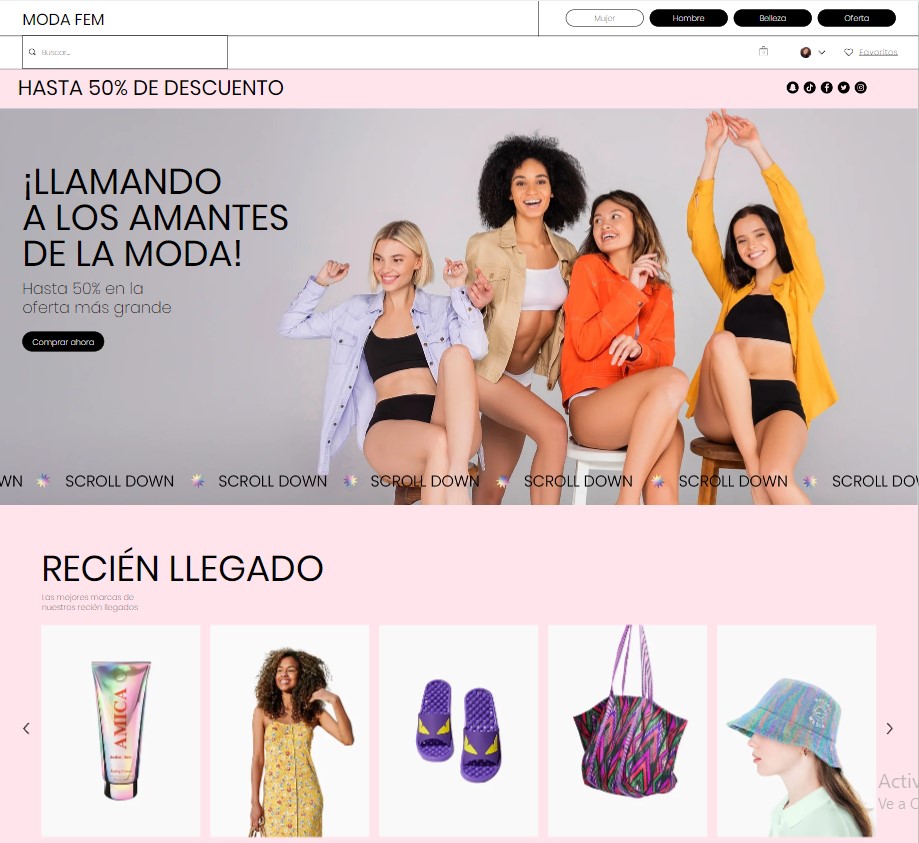 MODA FEM
Mujer
Hombre
Belleza
Oferta
Buscar...
Favoritos
HASTA 50% DE DESCUENTO
¡LLAMANDO
A LOS AMANTES
DE LA MODA!
Hasta 50% en la
oferta más grande
Comprar ahora
WN SCROLL DOWN SCROLL DOWN SCROLL DOWN SCROLL DOWN SCROLL DOWN SCROLL DO
RECIÉN LLEGADO
Las mejores marcas de
nuestros recién llegados
AMICA
Activ
Ve a C